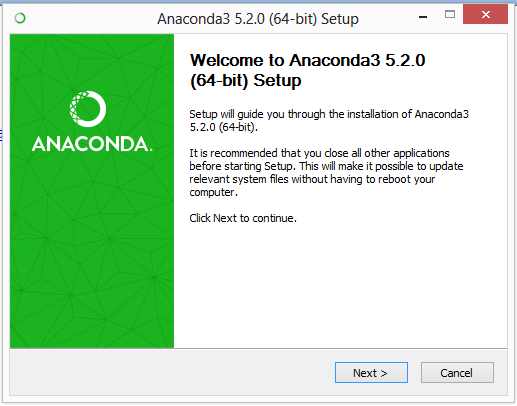 Anaconda3 5.2.0 (64-bit) Setup
ANACONDA.
Welcome to Anaconda3 5.2.0
(64-bit) Setup
Setup will guide you through the installation of Anaconda3
5.2.0 (64-bit).
It is recommended that you close all other applications
before starting Setup. This will make it possible to update
relevant system files without having to reboot your
computer.
Click Next to continue.
Next >
Cancel